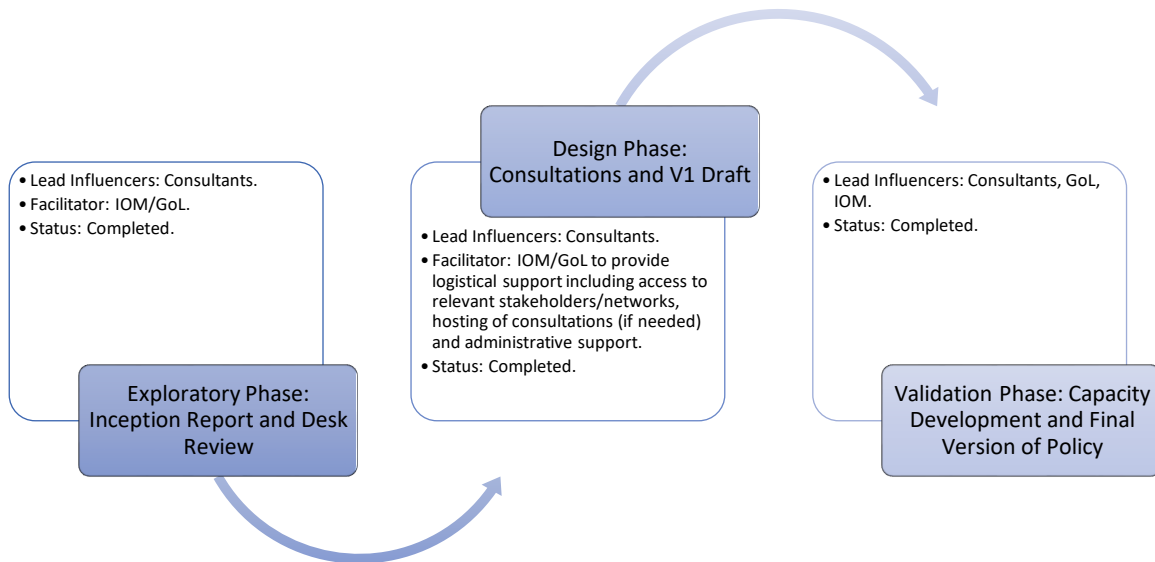 • Lead Influencers: Consultants.
• Facilitator: IOM/GoL.
• Status: Completed.
Exploratory Phase:
Inception Report and Desk
Review
Design Phase:
Consultations and V1 Draft
• Lead Influencers: Consultants.
• Facilitator: IOM/GoL to provide
logistical support including access to
relevant stakeholders/networks,
hosting of consultations (if needed)
and administrative support.
• Status: Completed.
• Lead Influencers: Consultants, GoL,
IOM.
• Status: Completed.
Validation Phase: Capacity
Development and Final
Version of Policy